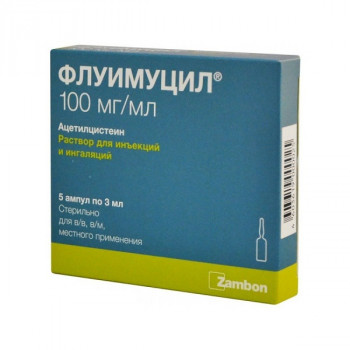 ФЛУИМУЦИЛ®
100 мг/мл
Ацетилцистеин
Раствор для инъекций
и ингаляций
5 ампул по 3 мл
Стерильно
для в/в, в/м,
местного применения
Zambon